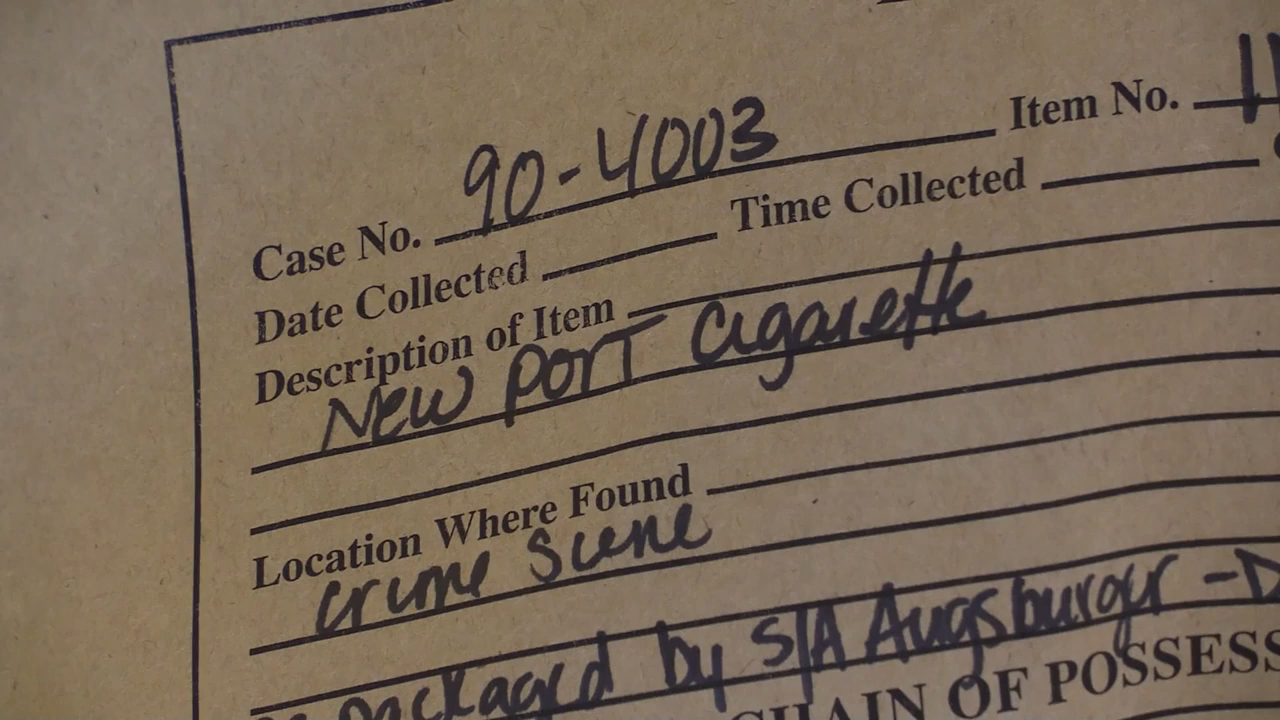 Case No. 90-4003 Item No.
Date Collected Time Collected
Description of Item
New Port Cigarette
Location Where Found
Crime Scene
packaged by S/A Augsburger -D
CHAIN OF POSSESS